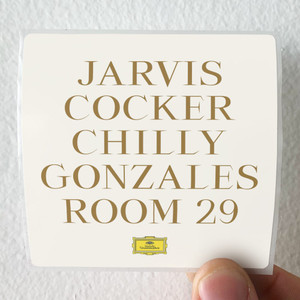 JARVIS
COCKER
CHILLY
GONZALES
ROOM 29